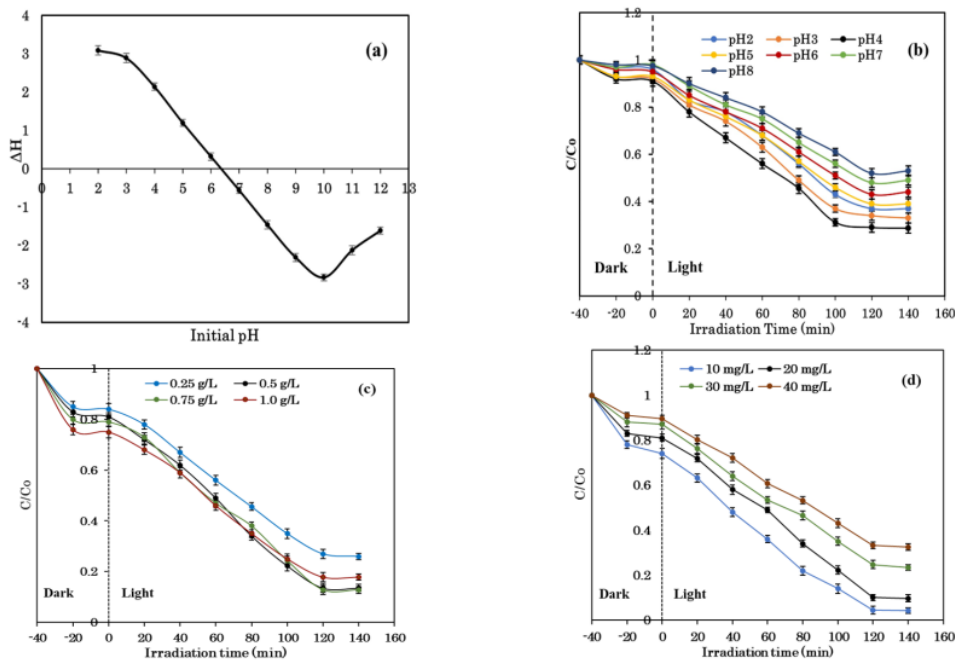 (a)
4
3
2
1
0
-1
-2
-3
-4
ΔH
0 1 2 3 4 5 6 7 8 9 10 11 12 13
Initial pH
(b)
pH2 pH3 pH4
pH5 pH6 pH7
pH8
1.2
1
0.8
0.6
0.4
0.2
0
C/Co
Dark Light
-40 -20 0 20 40 60 80 100 120 140 160
Irradiation Time (min)
(c)
0.25 g/L 0.5 g/L
0.75 g/L 1.0 g/L
1
0.8
0.6
0.4
0.2
0
C/Co
Dark Light
-40 -20 0 20 40 60 80 100 120 140 160
Irradiation time (min)
(d)
10 mg/L 20 mg/L
30 mg/L 40 mg/L
1.2
1
0.8
0.6
0.4
0.2
0
C/Co
Dark Light
-40 -20 0 20 40 60 80 100 120 140 160
Irradiation time (min)